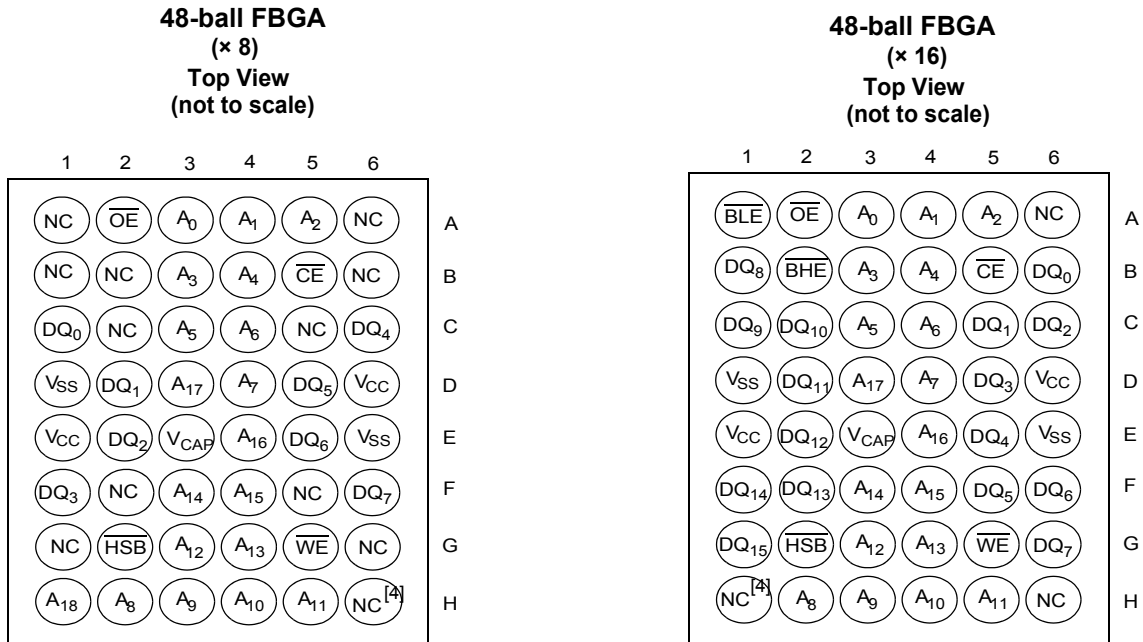 48-ball FBGA
(× 8)
Top View
(not to scale)
1 2 3 4 5 6
NC OE A0 A1 A2 NC A
NC NC A3 A4 CE NC B
DQ0 NC A5 A6 NC DQ4 C
VSS DQ1 A17 A7 DQ5 VCC D
VCC DQ2 VCAP A16 DQ6 VSS E
DQ3 NC A14 A15 NC DQ7 F
NC HSB A12 A13 WE NC G
A18 A8 A9 A10 A11 NC[4] H
48-ball FBGA
(× 16)
Top View
(not to scale)
1 2 3 4 5 6
BLE OE A0 A1 A2 NC A
DQ8 BHE A3 A4 CE DQ0 B
DQ9 DQ10 A5 A6 DQ1 DQ2 C
VSS DQ11 A17 A7 DQ3 VCC D
VCC DQ12 VCAP A16 DQ4 VSS E
DQ14 DQ13 A14 A15 DQ5 DQ6 F
DQ15 HSB A12 A13 WE DQ7 G
NC[4] A8 A9 A10 A11 NC H